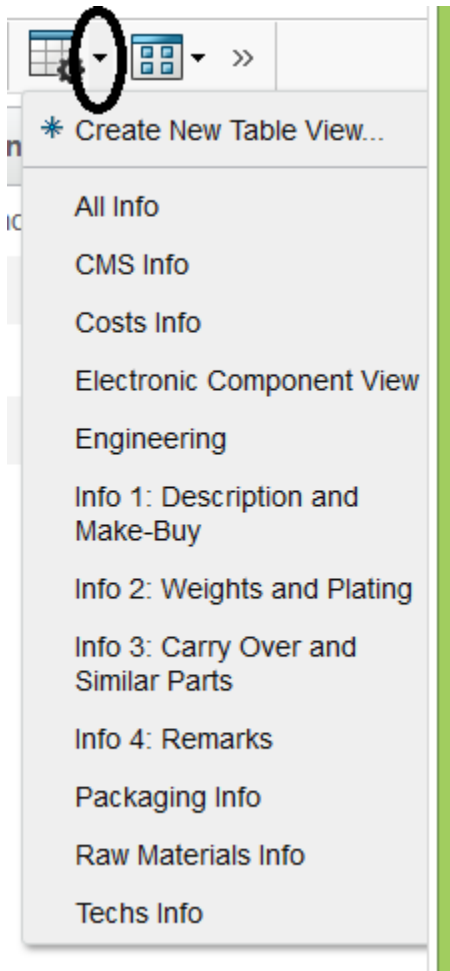 »
* Create New Table View...
n
All Info
CMS Info
Costs Info
Electronic Component View
Engineering
Info 1: Description and
Make-Buy
Info 2: Weights and Plating
Info 3: Carry Over and
Similar Parts
Info 4: Remarks
Packaging Info
Raw Materials Info
Techs Info